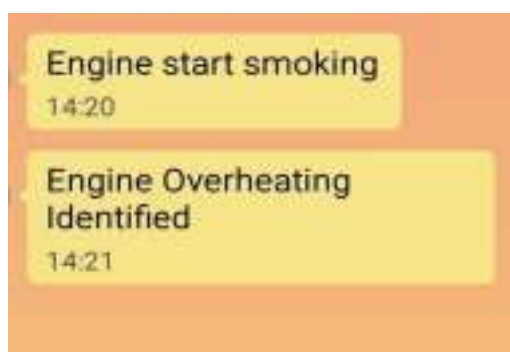 Engine start smoking
14:20
Engine Overheating
Identified
14:21